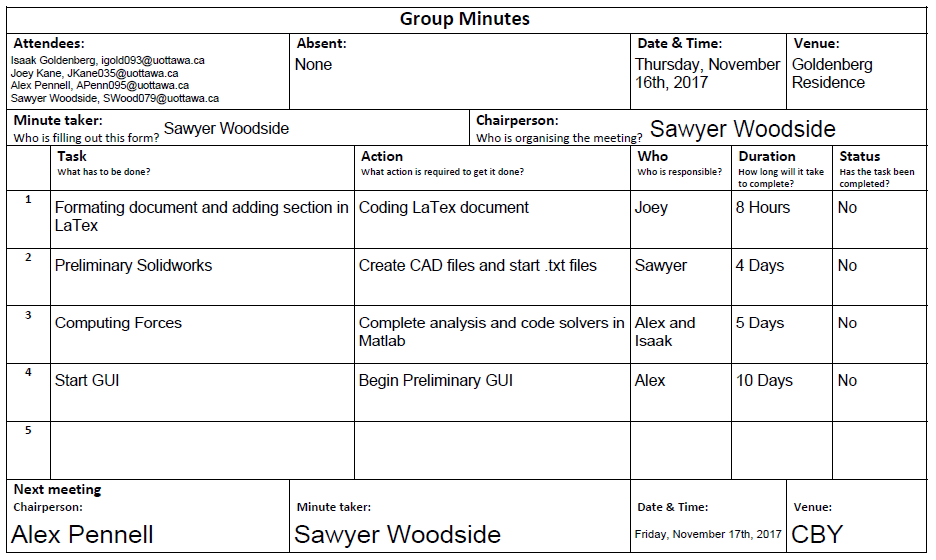 Group Minutes
Attendees:
Isaak Goldenberg, igold093@uottawa.ca
Joey Kane, JKane035@uottawa.ca
Alex Pennell, APenn095@uottawa.ca
Sawyer Woodside, SWood079@uottawa.ca
Absent:
None
Date & Time:
Thursday, November
16th, 2017
Venue:
Goldenberg
Residence
Minute taker:
Who is filling out this form? Sawyer Woodside
Chairperson:
Who is organising the meeting? Sawyer Woodside
Task
What has to be done?
Action
What action is required to get it done?
Who
Who is responsible?
Duration
How long will it take
to complete?
Status
Has the task been
completed?
1
Formating document and adding section in
LaTex
Coding LaTex document
Joey
8 Hours
No
2
Preliminary Solidworks
Create CAD files and start .txt files
Sawyer
4 Days
No
3
Computing Forces
Complete analysis and code solvers in
Matlab
Alex and
Isaak
5 Days
No
4
Start GUI
Begin Preliminary GUI
Alex
10 Days
No
5
Next meeting
Chairperson:
Alex Pennell
Minute taker:
Sawyer Woodside
Date & Time:
Friday, November 17th, 2017
Venue:
CBY